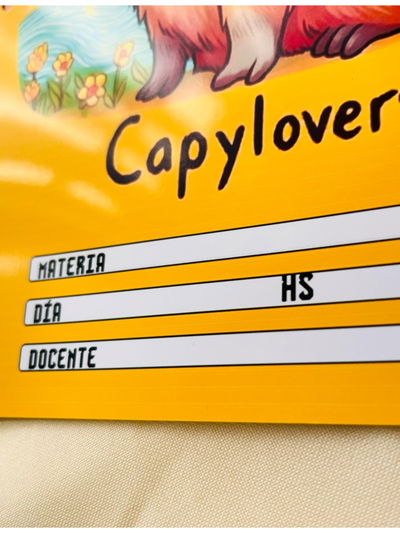 Capylover
MATERIA
DÍA HS
DOCENTE